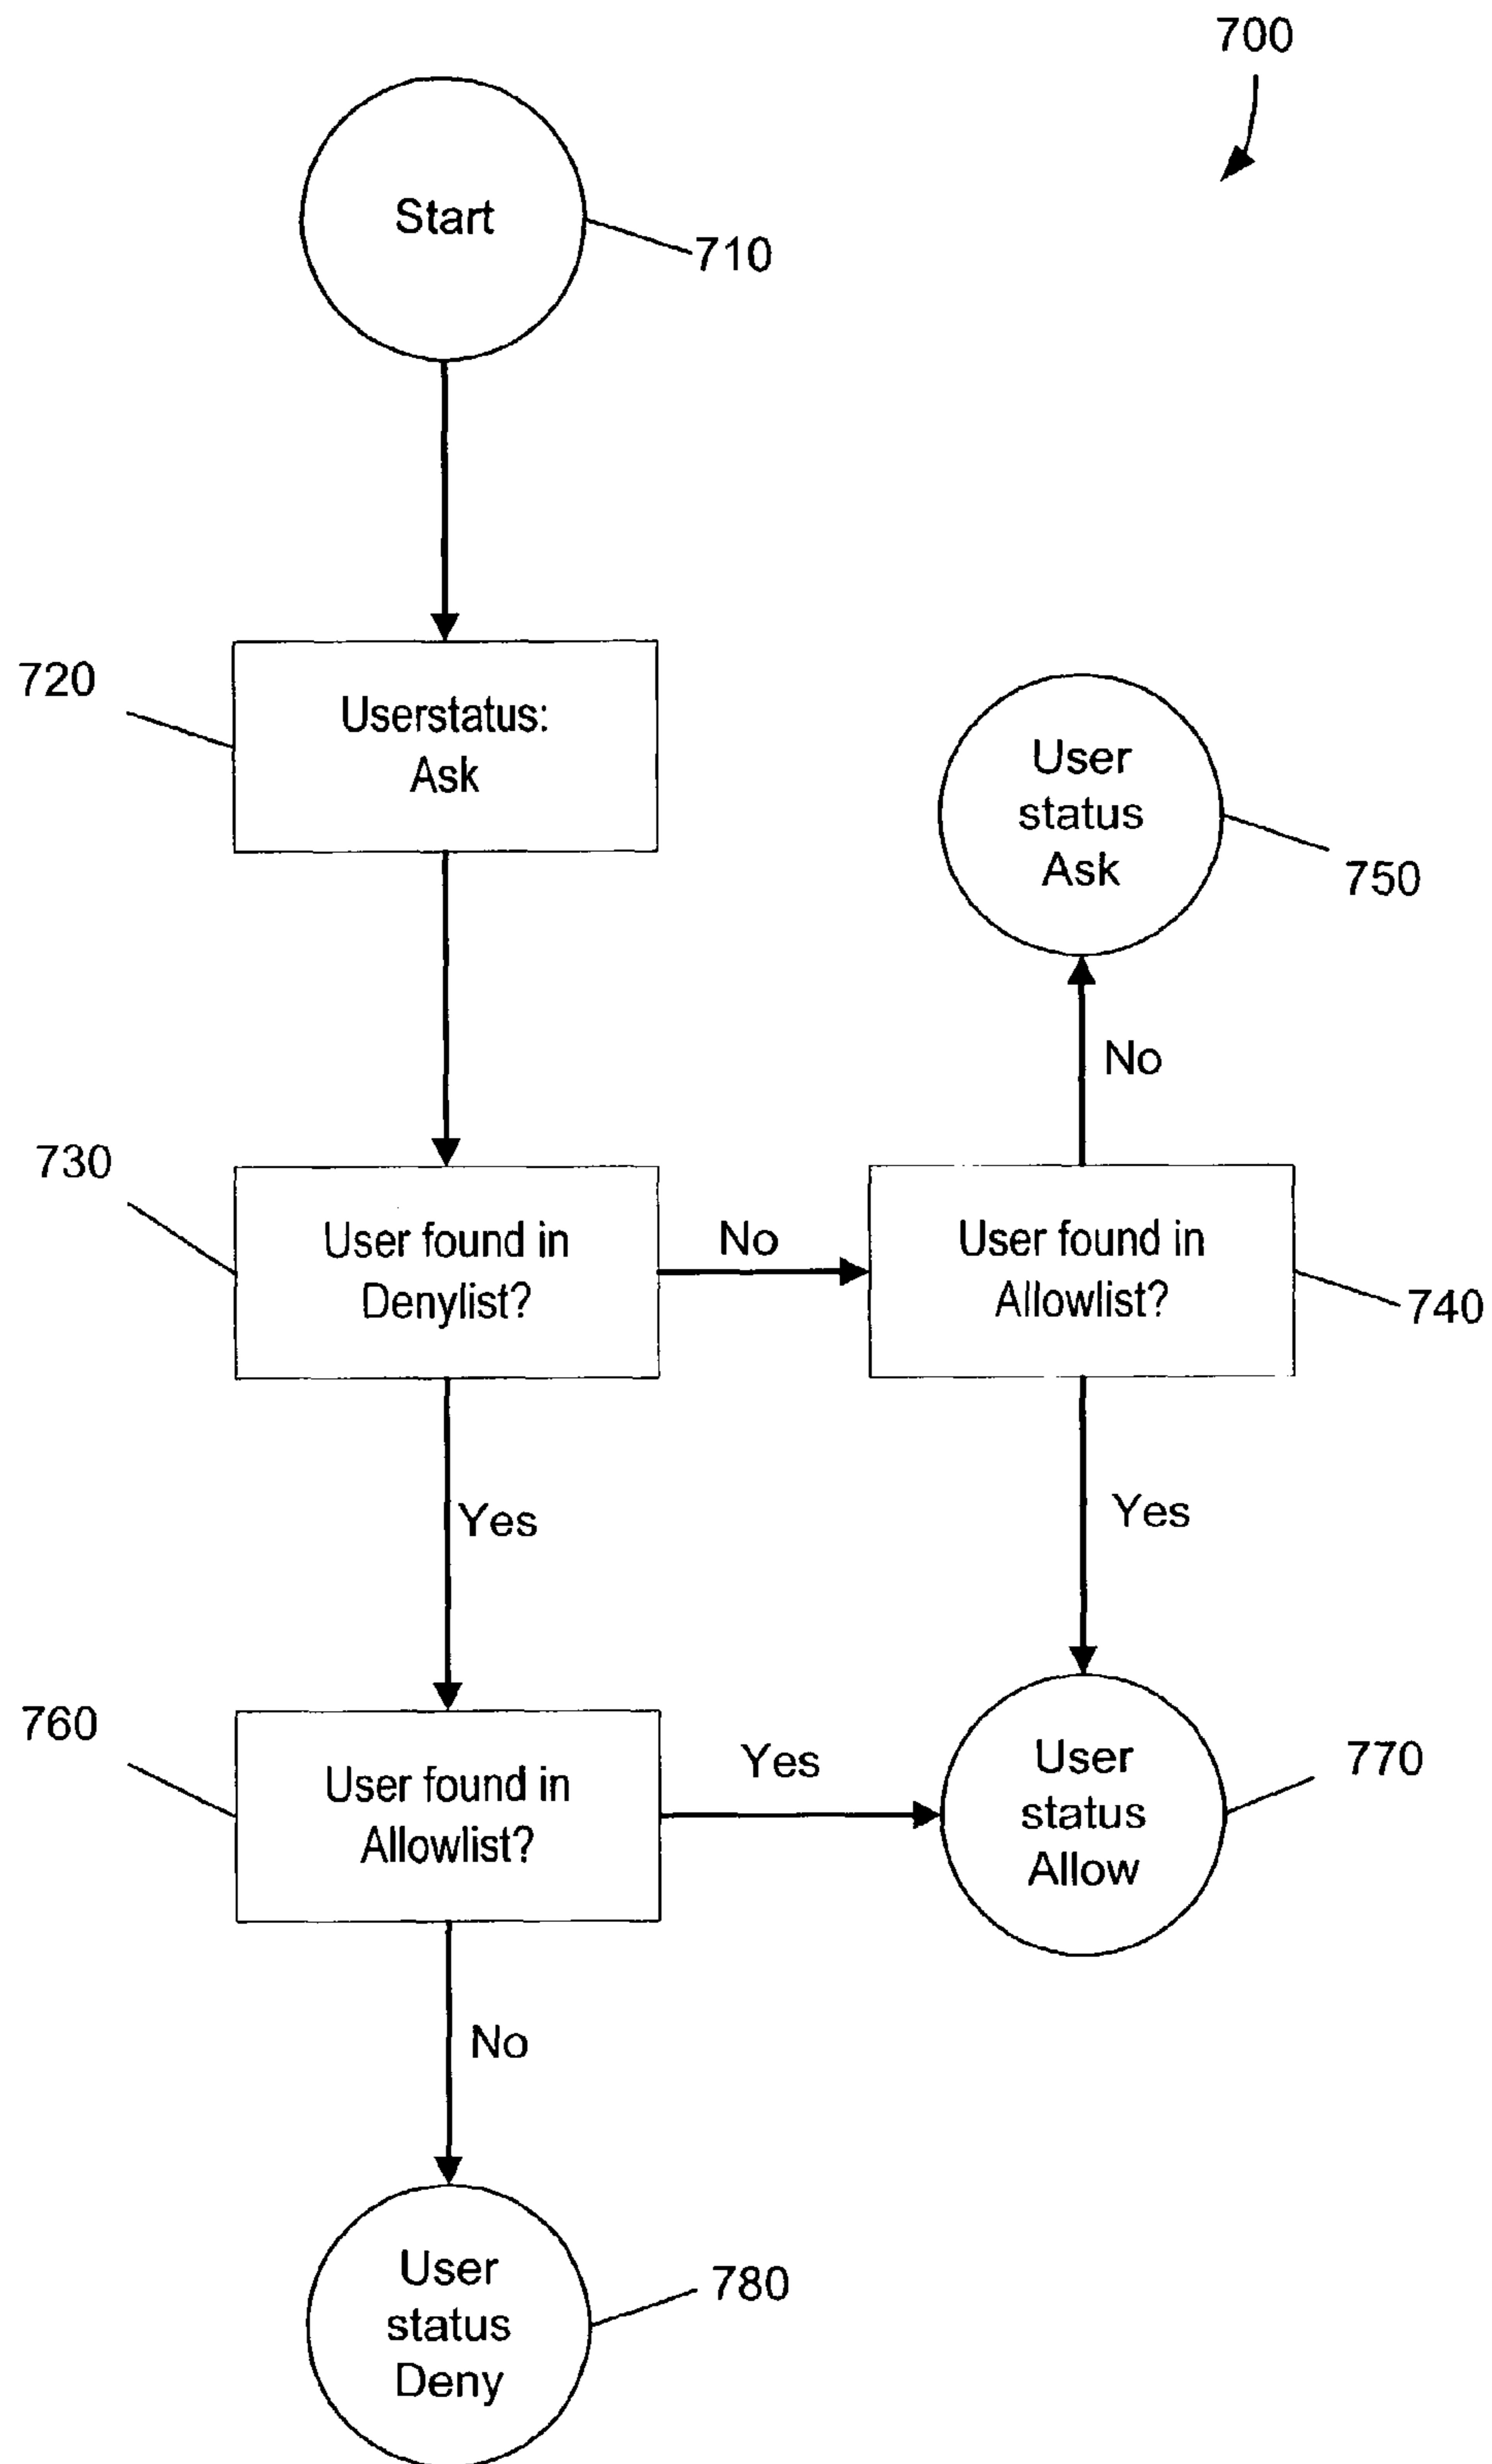 700
Start
710
720
Userstatus:
Ask
User
status
Ask
750
No
730
User found in
Denylist?
No
User found in
Allowlist?
740
Yes
Yes
760
User found in
Allowlist?
Yes
User
status
Allow
770
No
User
status
Deny
780